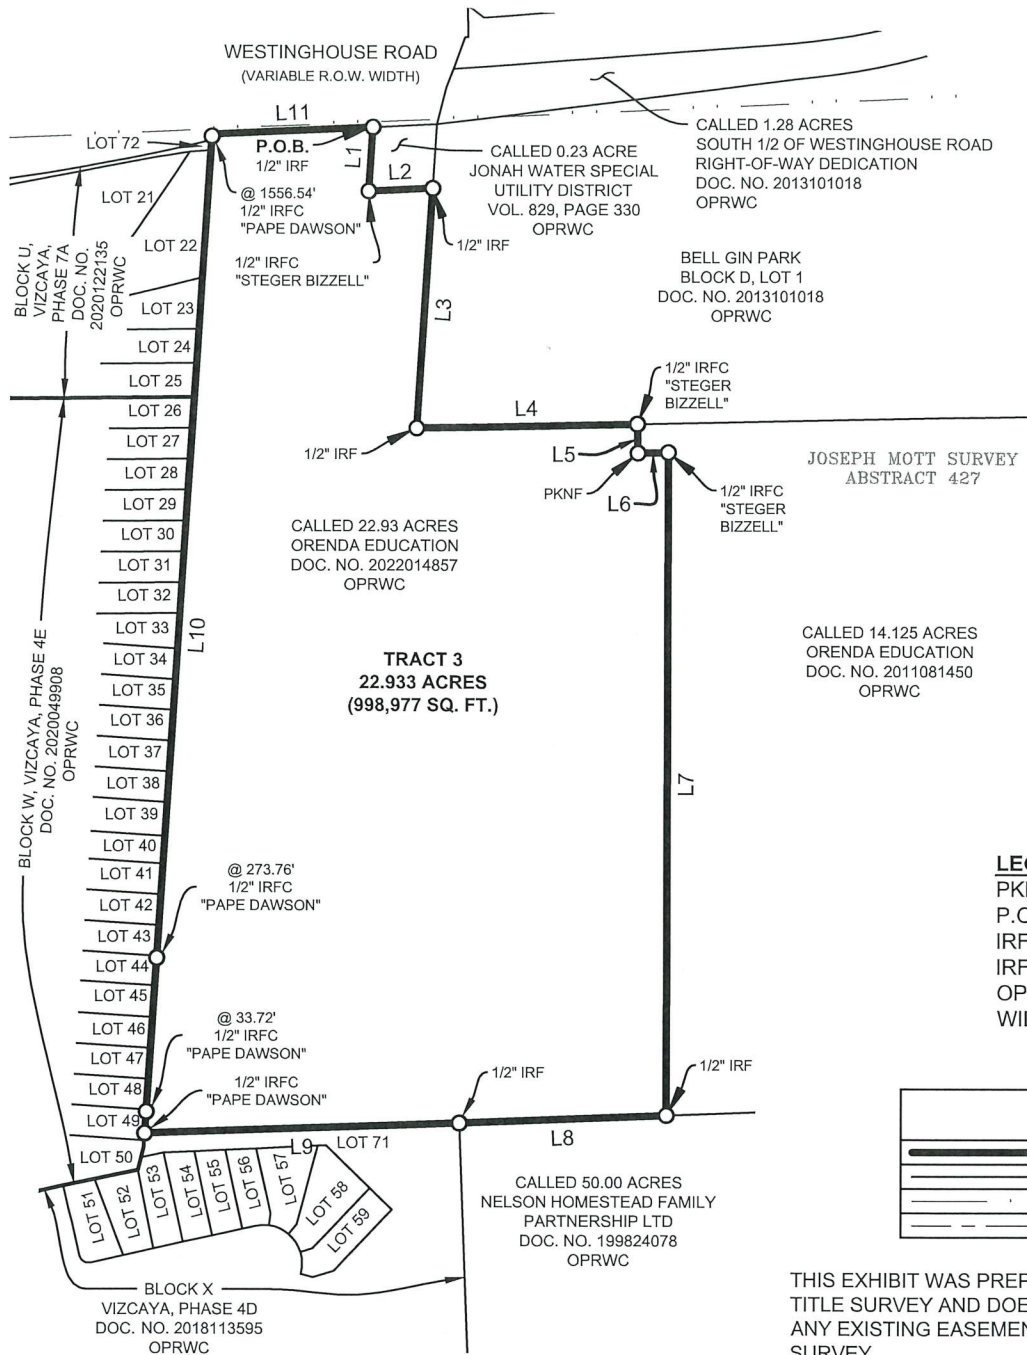 WESTINGHOUSE ROAD
(VARIABLE R.O.W. WIDTH)
L11
LOT 72
P.O.B.
1/2" IRF
L1
L2
CALLED 0.23 ACRE
JONAH WATER SPECIAL
UTILITY DISTRICT
VOL. 829, PAGE 330
OPRWC
CALLED 1.28 ACRES
SOUTH 1/2 OF WESTINGHOUSE ROAD
RIGHT-OF-WAY DEDICATION
DOC. NO. 2013101018
OPRWC
@ 1556.54'
1/2" IRFC
"PAPE DAWSON"
1/2" IRFC
"STEGER BIZZELL"
1/2" IRF
BELL GIN PARK
BLOCK D, LOT 1
DOC. NO. 2013101018
OPRWC
L3
BLOCK U,
VIZCAYA,
PHASE 7A
DOC. NO.
2020122135
OPRWC
LOT 21
LOT 22
LOT 23
LOT 24
LOT 25
LOT 26
LOT 27
LOT 28
LOT 29
LOT 30
LOT 31
LOT 32
LOT 33
LOT 34
LOT 35
LOT 36
LOT 37
LOT 38
LOT 39
LOT 40
LOT 41
LOT 42
LOT 43
LOT 44
LOT 45
LOT 46
LOT 47
LOT 48
LOT 49
LOT 50
BLOCK W, VIZCAYA, PHASE 4E
DOC. NO. 2020049908
OPRWC
L10
1/2" IRFC
"STEGER
BIZZELL"
L4
1/2" IRF
L5
PKNF
L6
1/2" IRFC
"STEGER
BIZZELL"
JOSEPH MOTT SURVEY
ABSTRACT 427
CALLED 22.93 ACRES
ORENDA EDUCATION
DOC. NO. 2022014857
OPRWC
TRACT 3
22.933 ACRES
(998,977 SQ. FT.)
CALLED 14.125 ACRES
ORENDA EDUCATION
DOC. NO. 2011081450
OPRWC
L7
@ 273.76'
1/2" IRFC
"PAPE DAWSON"
@ 33.72'
1/2" IRFC
"PAPE DAWSON"
1/2" IRFC
"PAPE DAWSON"
1/2" IRF
1/2" IRF
L9
LOT 71
L8
LOT 51
LOT 52
LOT 53
LOT 54
LOT 55
LOT 56
LOT 57
LOT 58
LOT 59
CALLED 50.00 ACRES
NELSON HOMESTEAD FAMILY
PARTNERSHIP LTD
DOC. NO. 199824078
OPRWC
BLOCK X
VIZCAYA, PHASE 4D
DOC. NO. 2018113595
OPRWC
LE
PK
P.O
IRF
IRF
OP
WI
THIS EXHIBIT WAS PREP
TITLE SURVEY AND DOE
ANY EXISTING EASEMEN
SURVEY